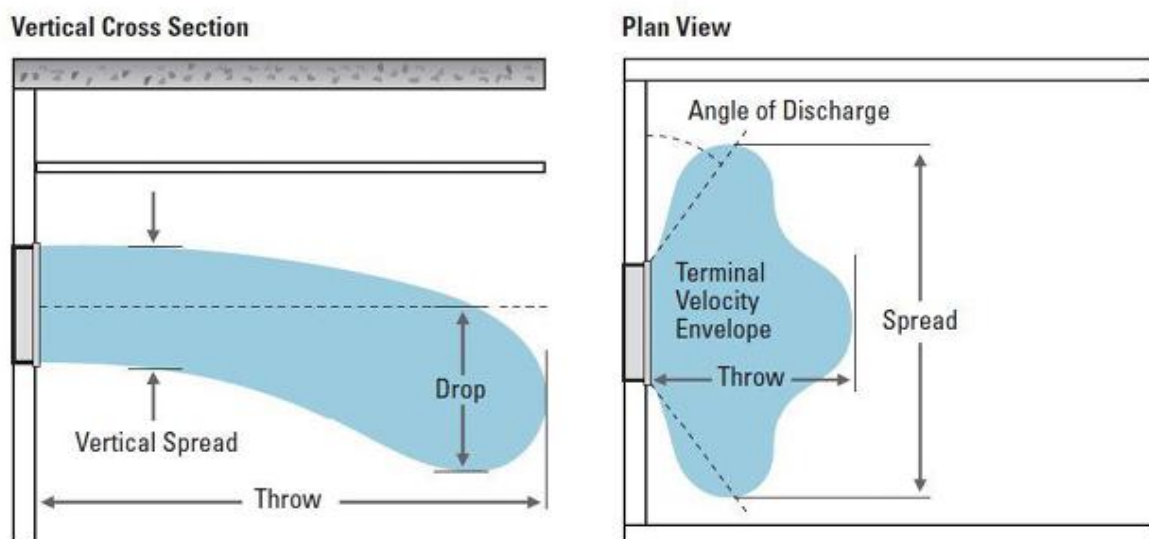 Vertical Cross Section
Drop
Vertical Spread
Throw
Plan View
Angle of Discharge
Terminal
Velocity
Envelope
Spread
Throw